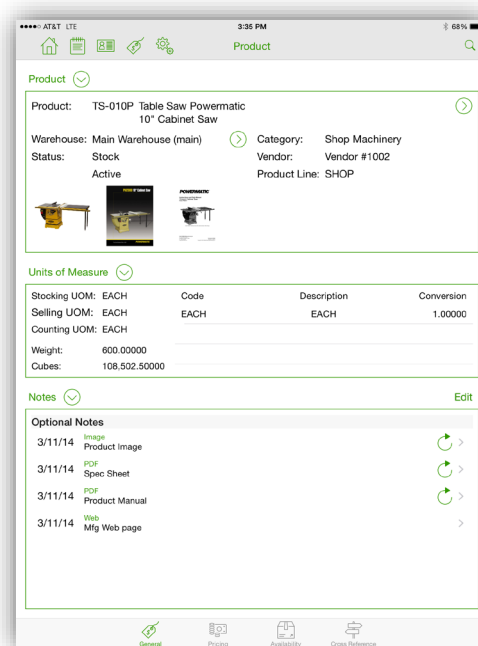 AT&T LTE 3:35 PM 68%
Product
Product
Product: TS-010P Table Saw Powermatic
10" Cabinet Saw
Warehouse: Main Warehouse (main) Category: Shop Machinery
Status: Stock Vendor: Vendor #1002
Active Product Line: SHOP
POWERMATIC
Units of Measure
Stocking UOM: EACH Code Description Conversion
Selling UOM: EACH EACH EACH 1.00000
Counting UOM: EACH
Weight: 600.00000
Cubes: 108,502.50000
Notes Edit
Optional Notes
3/11/14 Image
Product Image
3/11/14 PDF
Spec Sheet
3/11/14 PDF
Product Manual
3/11/14 Web
Mfg Web page
General Pricing Availability Cross Reference